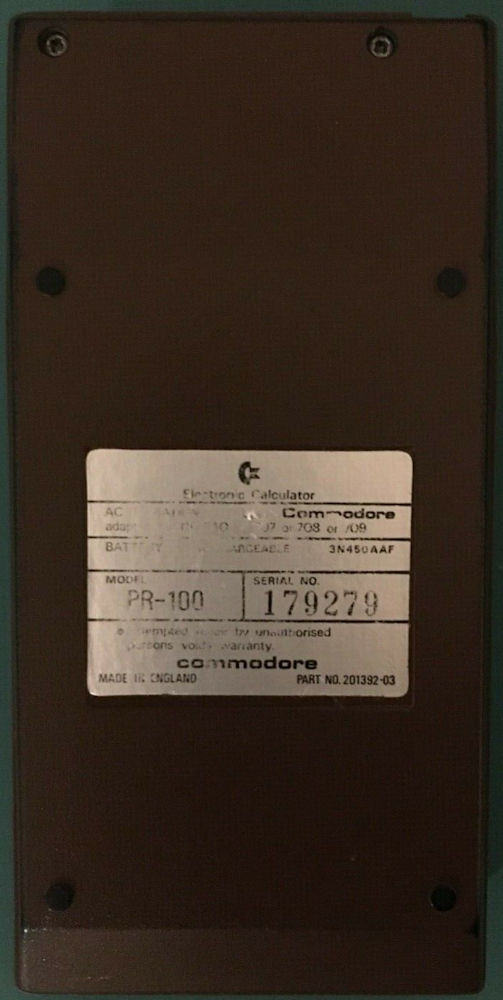 Electronic Calculator
AC Commodore
or 708 or 709
3N450AAF
MODEL SERIAL NO.
PR-100 179279
by unauthorised
warranty.
commodore
MADE IN ENGLAND PART NO. 201392-03